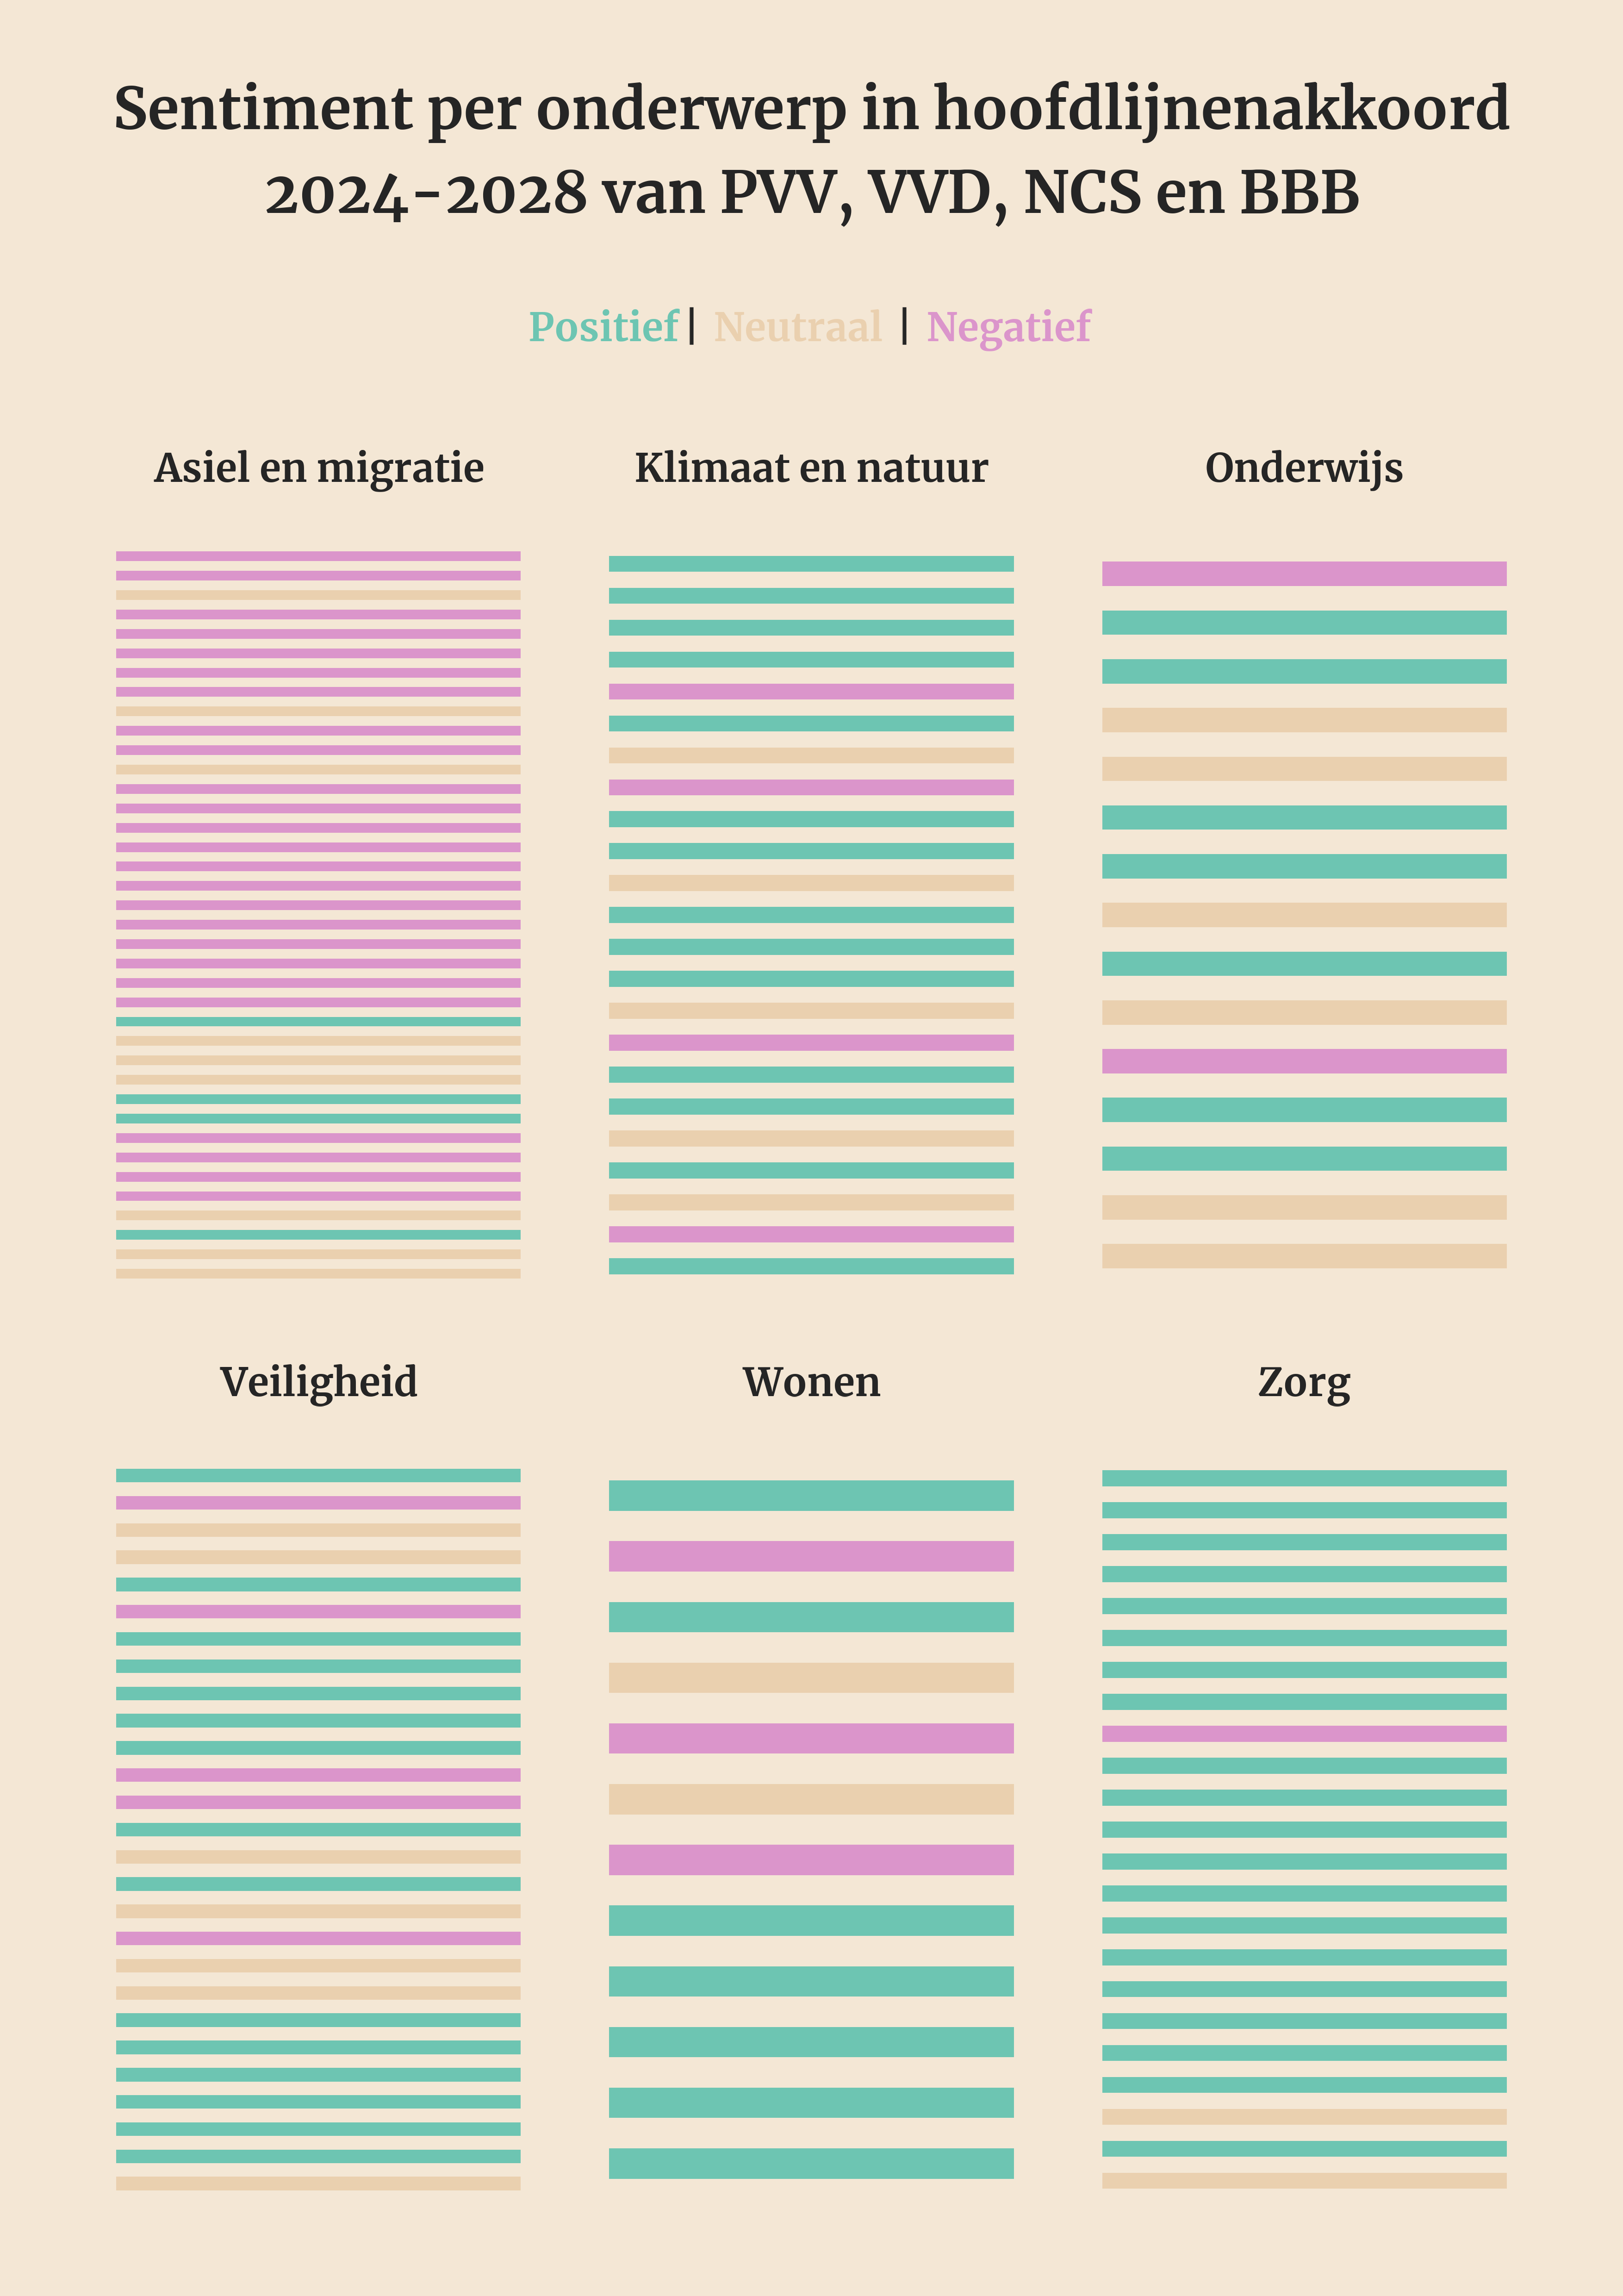 Sentiment per onderwerp in hoofdlijnenakkoord
2024-2028 van PVV, VVD, NCS en BBB
Positief | Neutraal | Negatief
Asiel en migratie
Klimaat en natuur
Onderwijs
Veiligheid
Wonen
Zorg